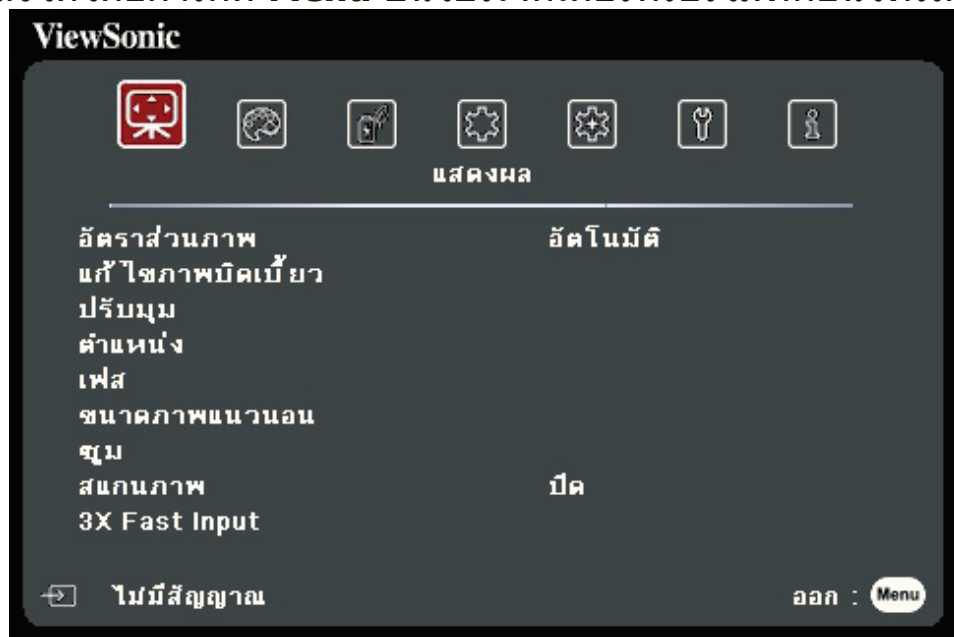 ViewSonic
แสดงผล
อัตราส่วนภาพ อัตโนมัติ
แก้ไขภาพบิดเบี้ยว
ปรับมุม
ตำแหน่ง
เฟส
ขนาดภาพแนวนอน
ซูม
สแกนภาพ ปิด
3X Fast Input
ไม่มีสัญญาณ ออก : Menu